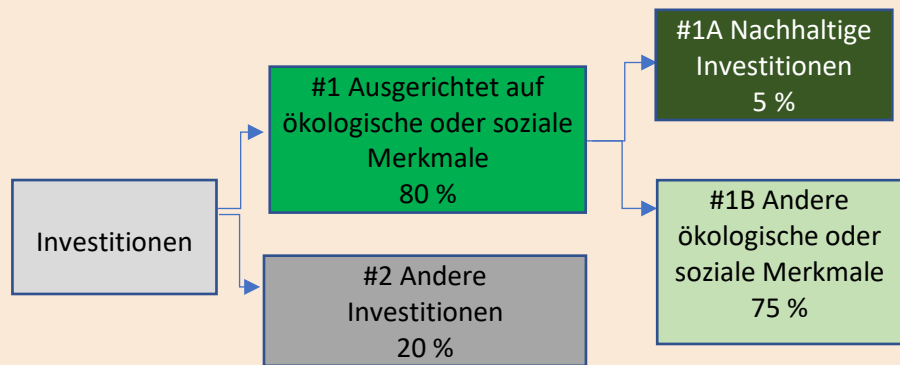 Investitionen
#1 Ausgerichtet auf
ökologische oder soziale
Merkmale
80 %
#2 Andere
Investitionen
20 %
#1A Nachhaltige
Investitionen
5 %
#1B Andere
ökologische oder
soziale Merkmale
75 %